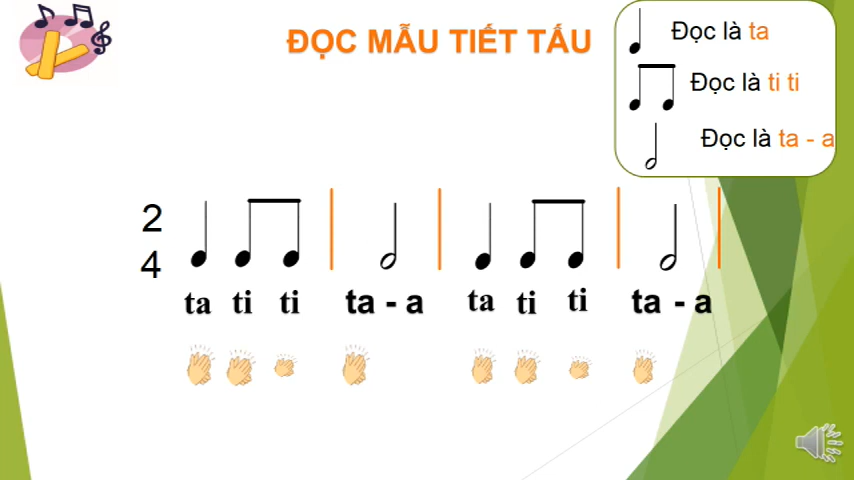 ĐỌC MẪU TIẾT TẤU
Đọc là ta
Đọc là ti ti
Đọc là ta - a
2
4
ta ti ti ta - a ta ti ti ta - a